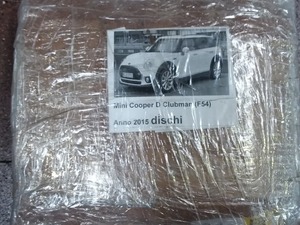 Mini Cooper D Clubman (F54)
Anno 2015 dischi